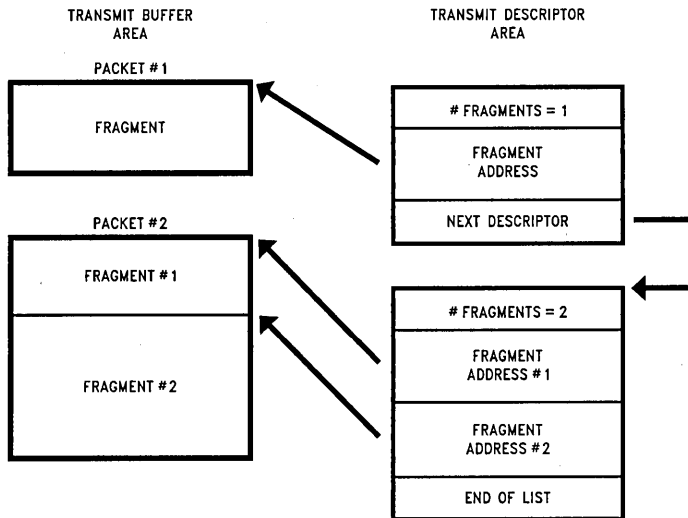 TRANSMIT BUFFER
AREA
PACKET #1
FRAGMENT
PACKET #2
FRAGMENT #1
FRAGMENT #2
TRANSMIT DESCRIPTOR
AREA
# FRAGMENTS = 1
FRAGMENT
ADDRESS
NEXT DESCRIPTOR
# FRAGMENTS = 2
FRAGMENT
ADDRESS #1
FRAGMENT
ADDRESS #2
END OF LIST